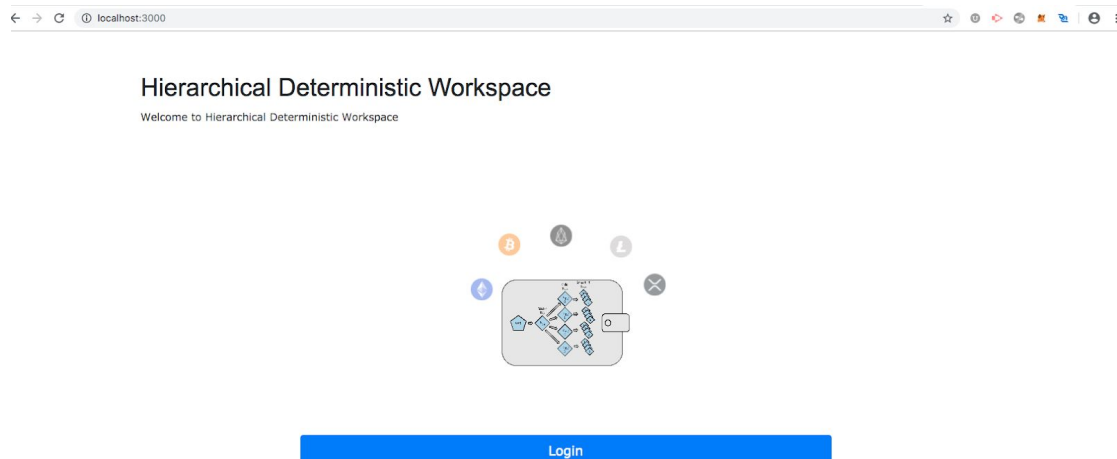 localhost:3000
Hierarchical Deterministic Workspace
Welcome to Hierarchical Deterministic Workspace
Login